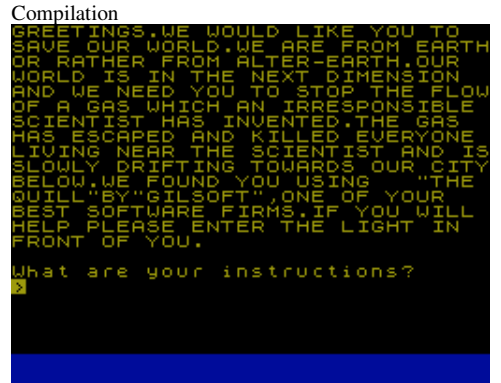 Compilation
GREETINGS.WE WOULD LIKE YOU TO
SAVE OUR WORLD.WE ARE FROM EARTH
OR RATHER FROM ALTER-EARTH.OUR
WORLD IS IN THE NEXT DIMENSION
AND WE NEED YOU TO STOP THE FLOW
OF A GAS WHICH AN IRRESPONSIBLE
SCIENTIST HAS INVENTED.THE GAS
HAS ESCAPED AND KILLED EVERYONE
LIVING NEAR THE SCIENTIST AND IS
SLOWLY DRIFTING TOWARDS OUR CITY
BELOW.WE FOUND YOU USING "THE
QUILL"BY"GILSOFT",ONE OF YOUR
BEST SOFTWARE FIRMS.IF YOU WILL
HELP PLEASE ENTER THE LIGHT IN
FRONT OF YOU.
What are your instructions?
>